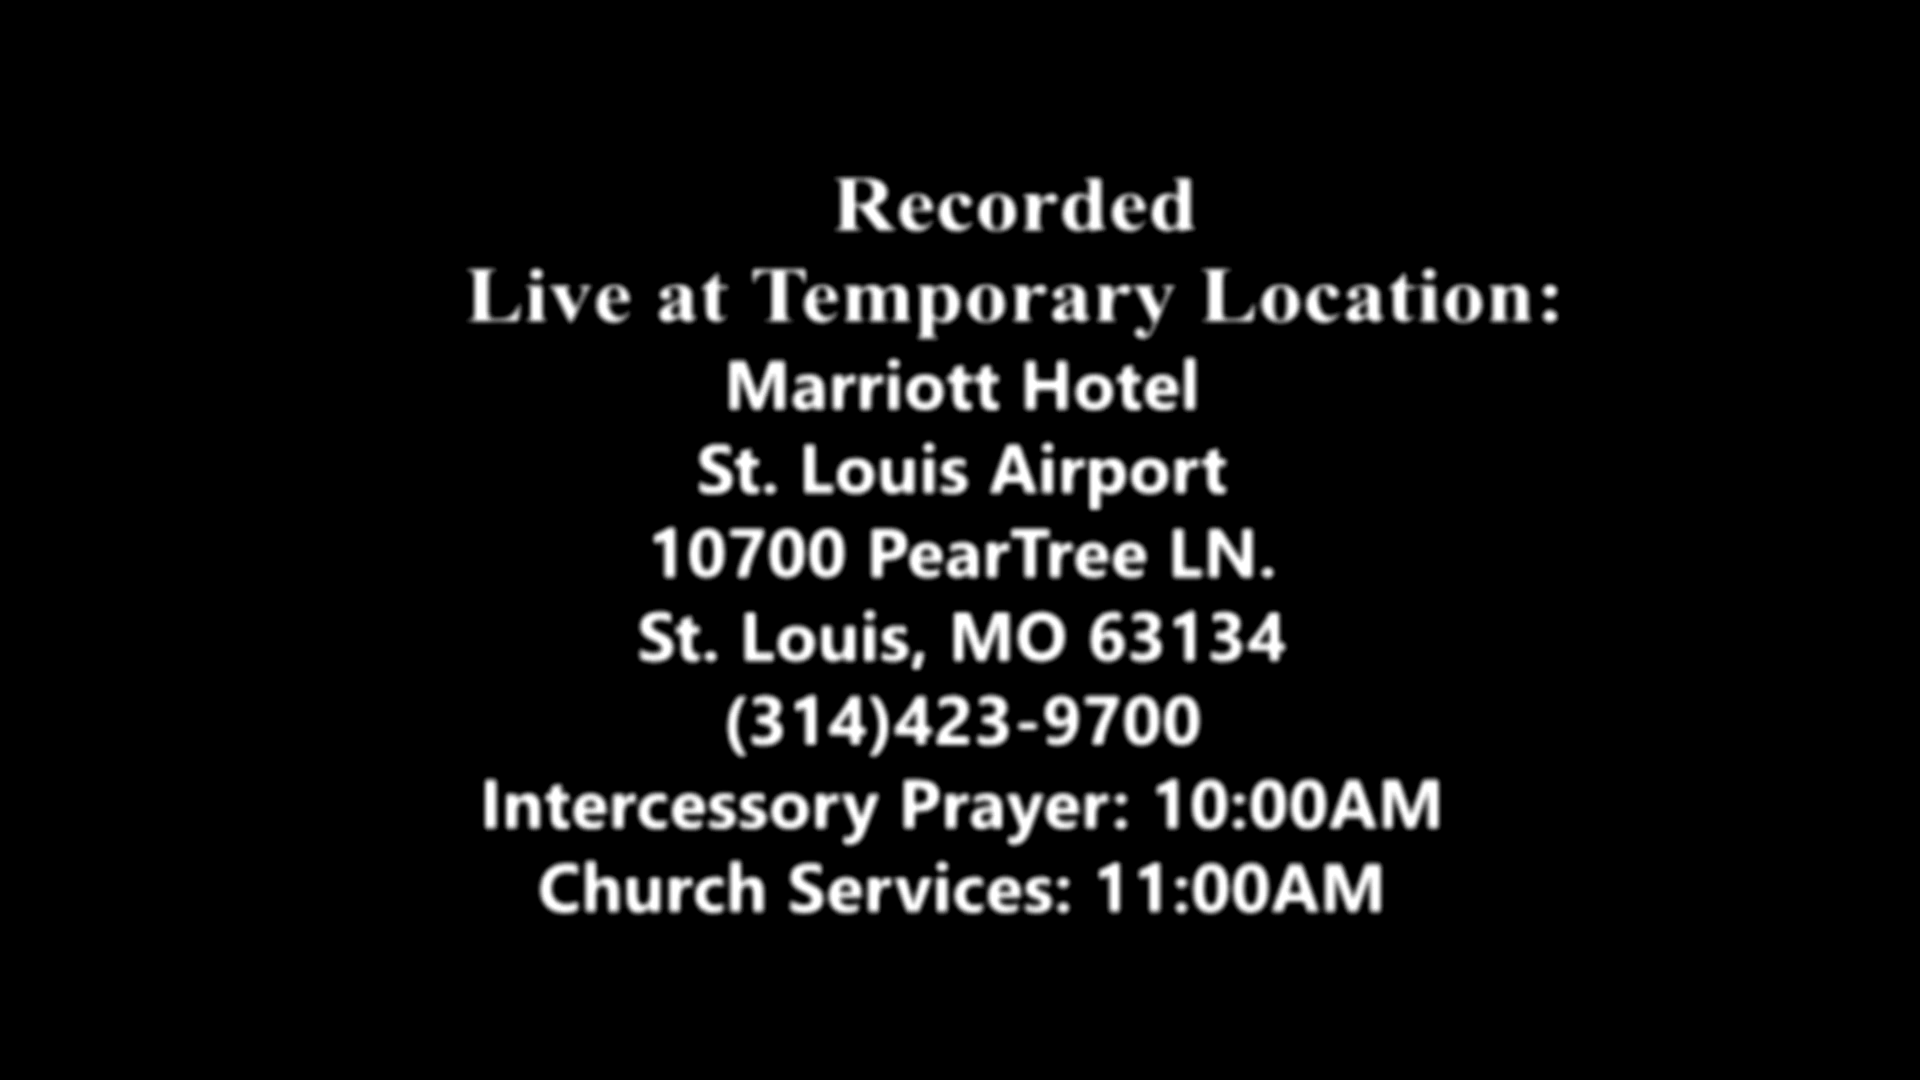 Recorded
Live at Temporary Location:
Marriott Hotel
St. Louis Airport
10700 PearTree LN.
St. Louis, MO 63134
(314)423-9700
Intercessory Prayer: 10:00AM
Church Services: 11:00AM